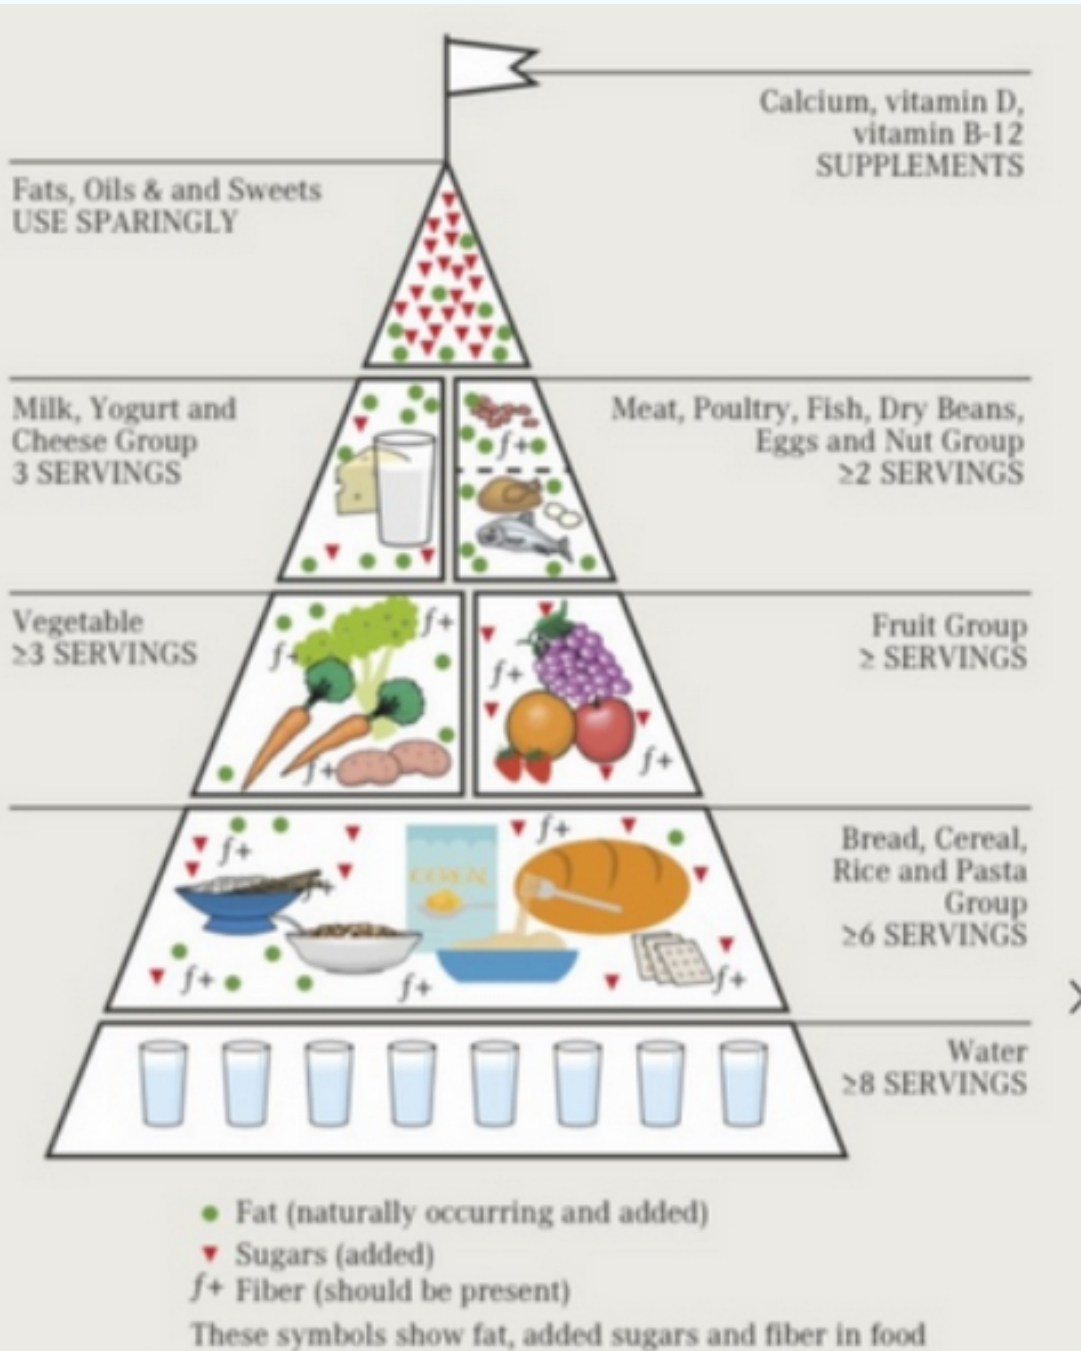 Calcium, vitamin D,
vitamin B-12
SUPPLEMENTS
Fats, Oils & and Sweets
USE SPARINGLY
Milk, Yogurt and
Cheese Group
3 SERVINGS
Meat, Poultry, Fish, Dry Beans,
Eggs and Nut Group
≥2 SERVINGS
f+
Vegetable
≥3 SERVINGS
Fruit Group
≥ SERVINGS
f+
f+
f+
f+
f+
Bread, Cereal,
Rice and Pasta
Group
≥6 SERVINGS
f+
f+
f+
CEREAL
f+
f+
f+
Water
≥8 SERVINGS
Fat (naturally occurring and added)
Sugars (added)
f+ Fiber (should be present)
These symbols show fat, added sugars and fiber in food